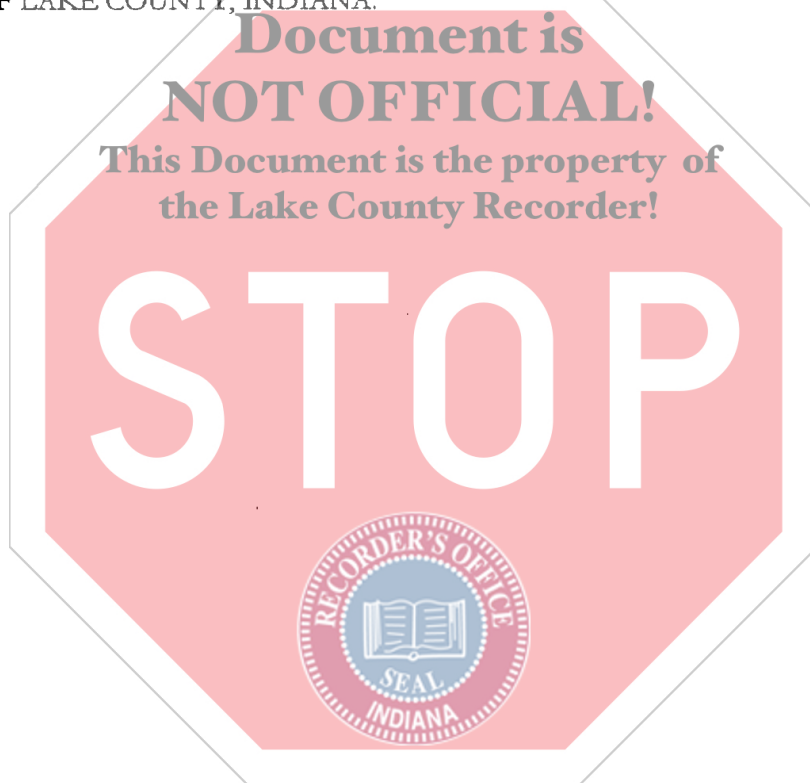 F LAKE COUNTY, INDIANA.
Document is
NOT OFFICIAL!
This Document is the property of
the Lake County Recorder!
STOP
RECORDER'S OFFICE
SEAL
INDIANA